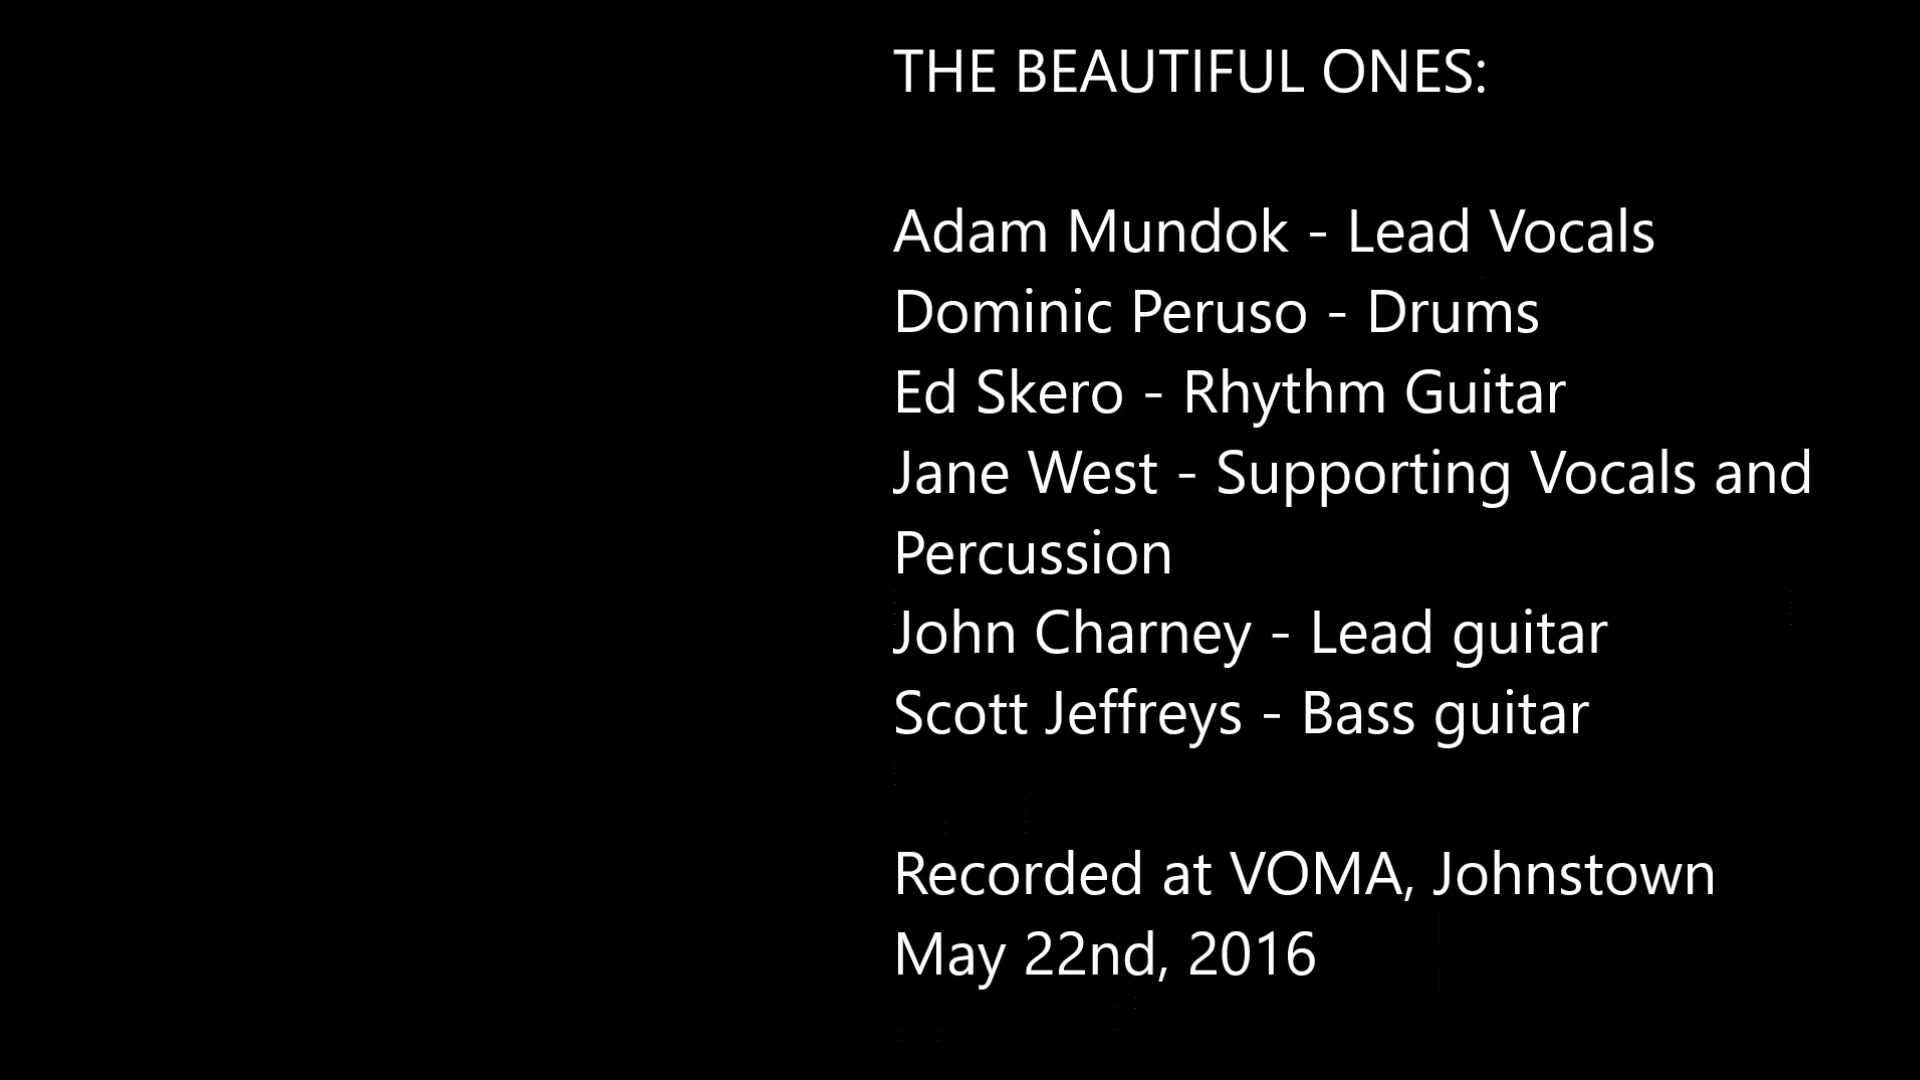 THE BEAUTIFUL ONES:
Adam Mundok - Lead Vocals
Dominic Peruso - Drums
Ed Skero - Rhythm Guitar
Jane West - Supporting Vocals and
Percussion
John Charney - Lead guitar
Scott Jeffreys - Bass guitar
Recorded at VOMA, Johnstown
May 22nd, 2016